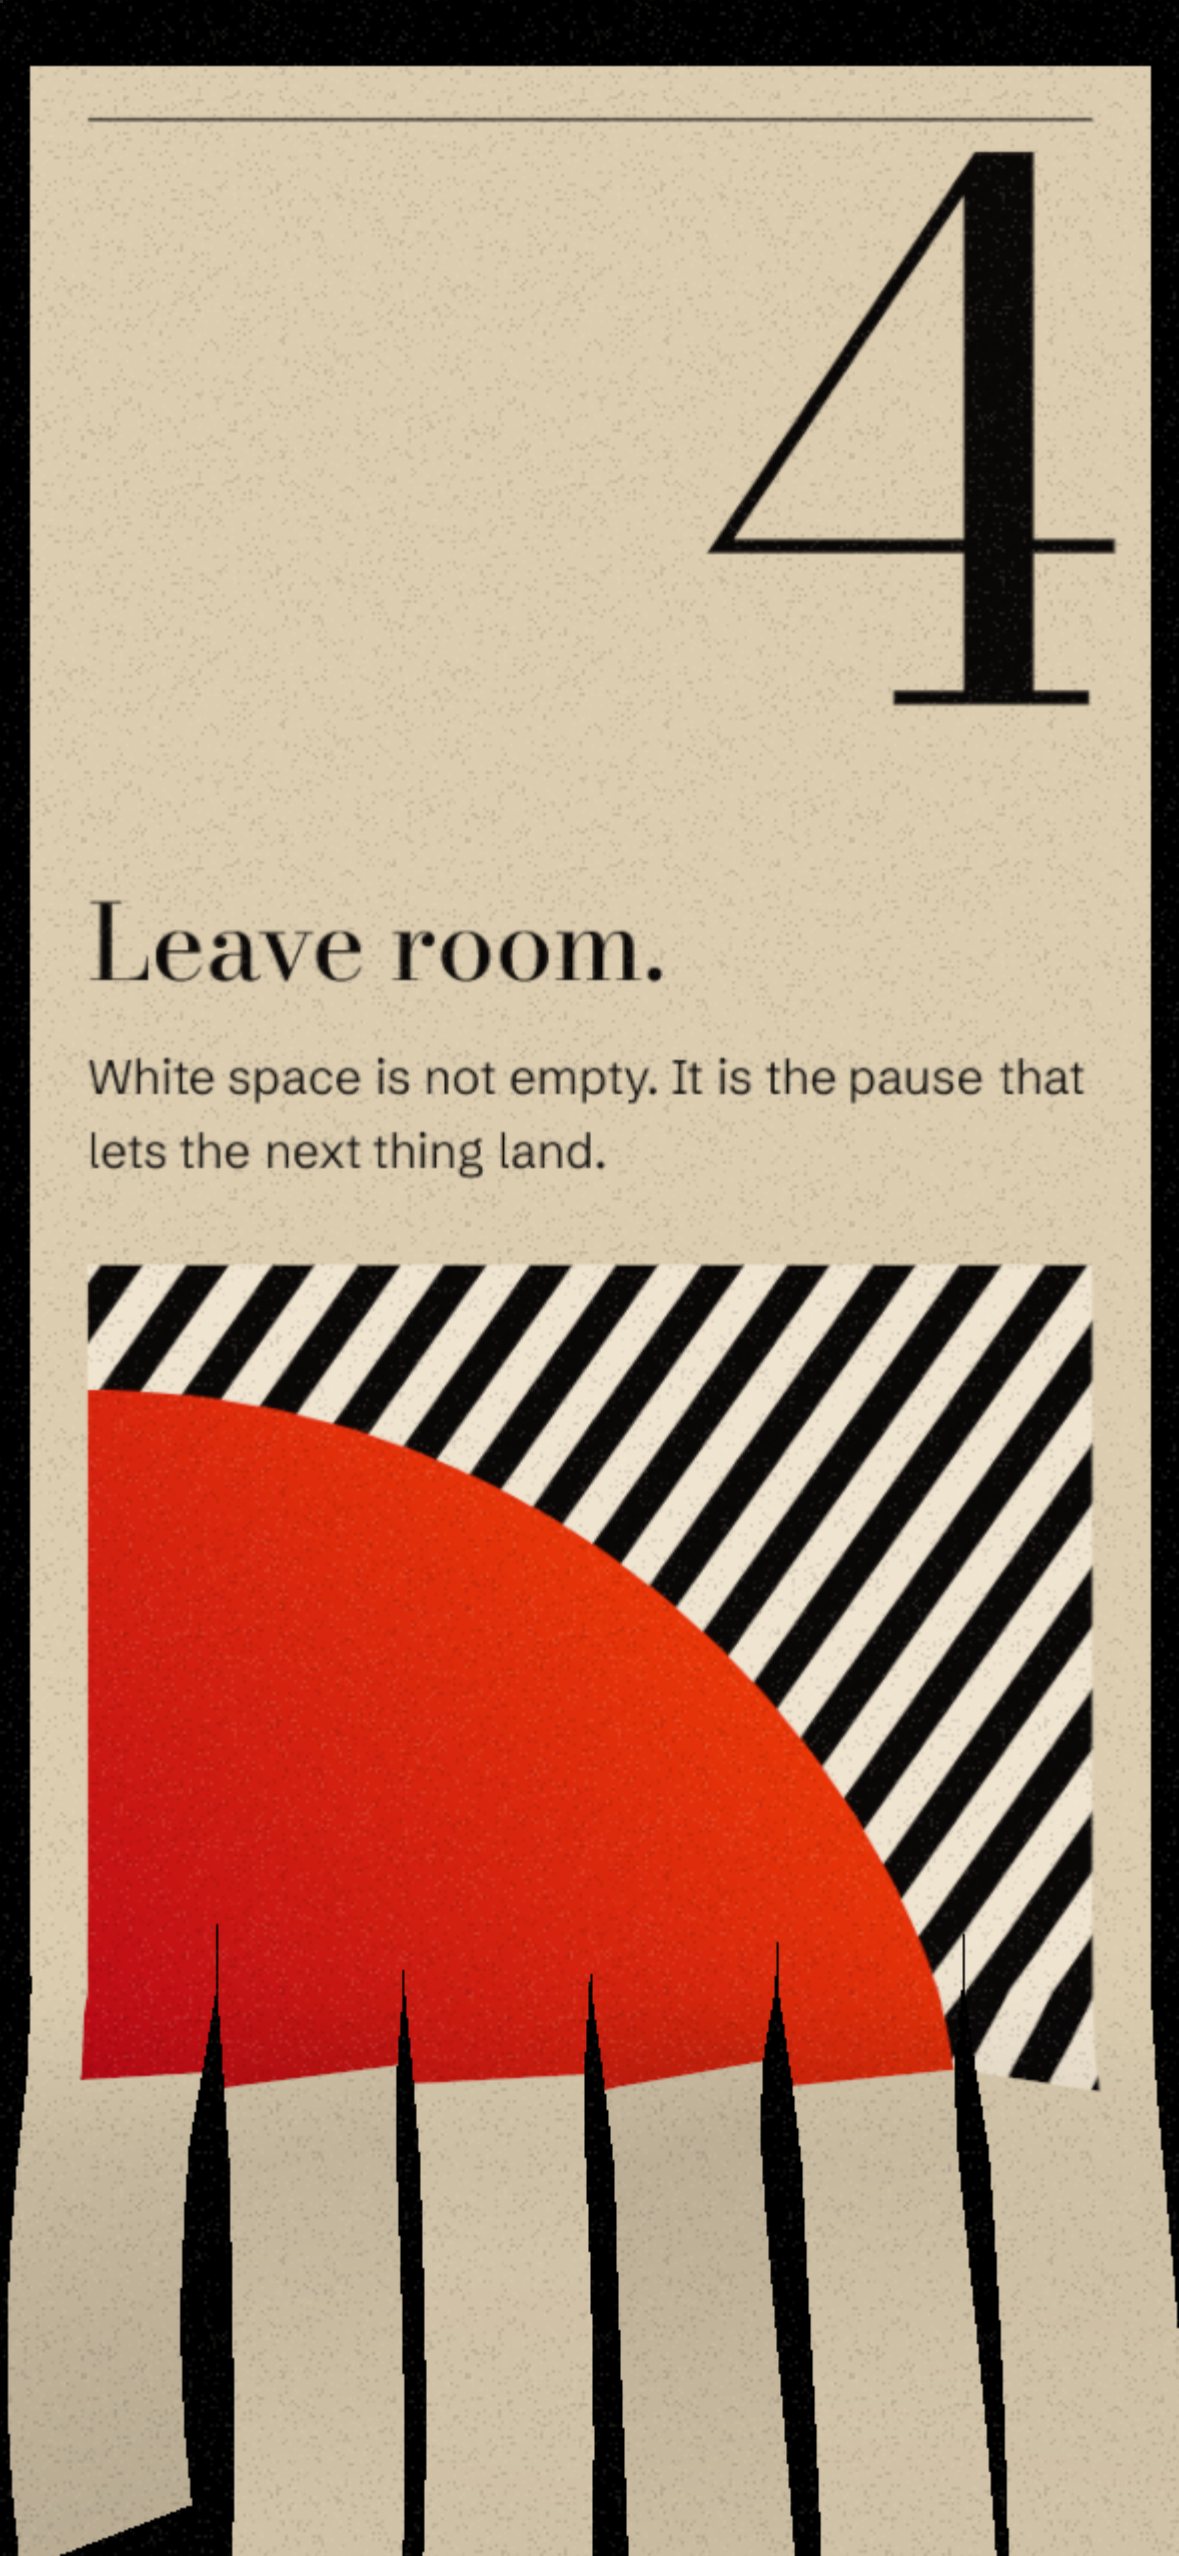 4
Leave room.
White space is not empty. It is the pause that
lets the next thing land.